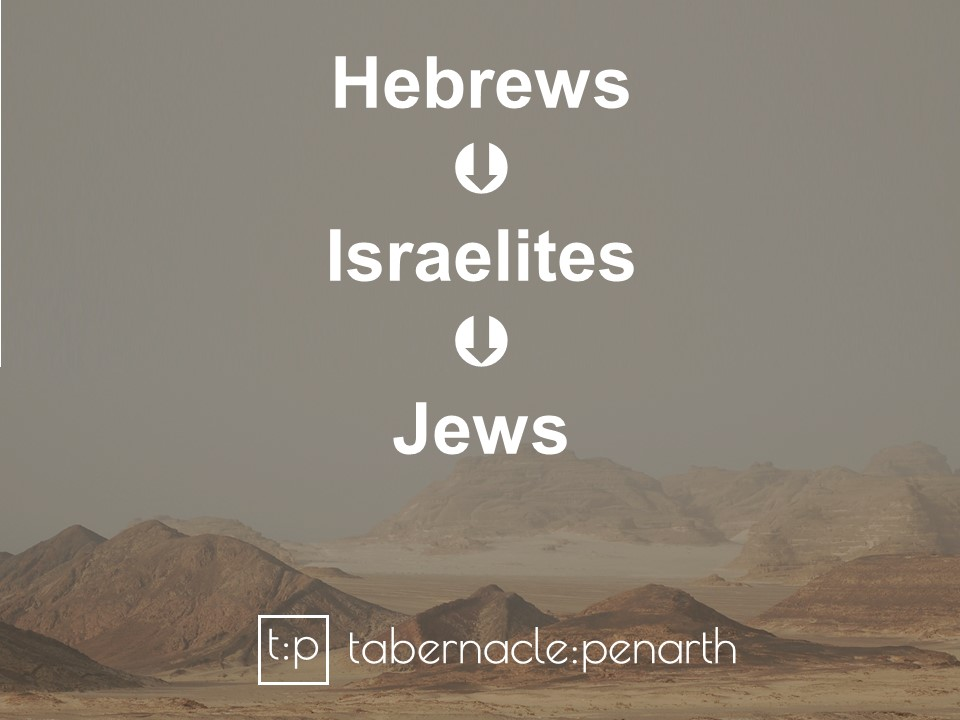 Hebrews
Israelites
Jews
t:p tabernacle:penarth